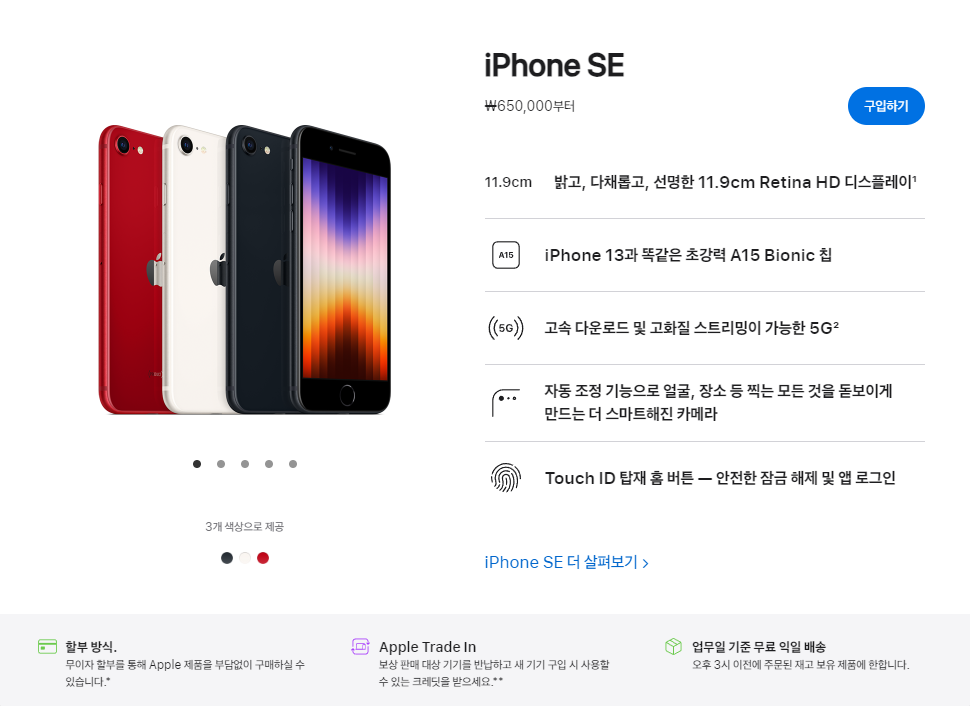 iPhone SE
₩650,000부터
구입하기
11.9cm 밝고, 다채롭고, 선명한 11.9cm Retina HD 디스플레이¹
A15 iPhone 13과 똑같은 초강력 A15 Bionic 칩
5G 고속 다운로드 및 고화질 스트리밍이 가능한 5G²
자동 조정 기능으로 얼굴, 장소 등 찍는 모든 것을 돋보이게
만드는 더 스마트해진 카메라
Touch ID 탑재 홈 버튼 — 안전한 잠금 해제 및 앱 로그인
3개 색상으로 제공
iPhone SE 더 살펴보기 >
할부 방식.
무이자 할부를 통해 Apple 제품을 부담없이 구매하실 수
있습니다.*
Apple Trade In
보상 판매 대상 기기를 반납하고 새 기기 구입 시 사용할
수 있는 크레딧을 받으세요.**
업무일 기준 무료 익일 배송
오후 3시 이전에 주문된 재고 보유 제품에 한합니다.